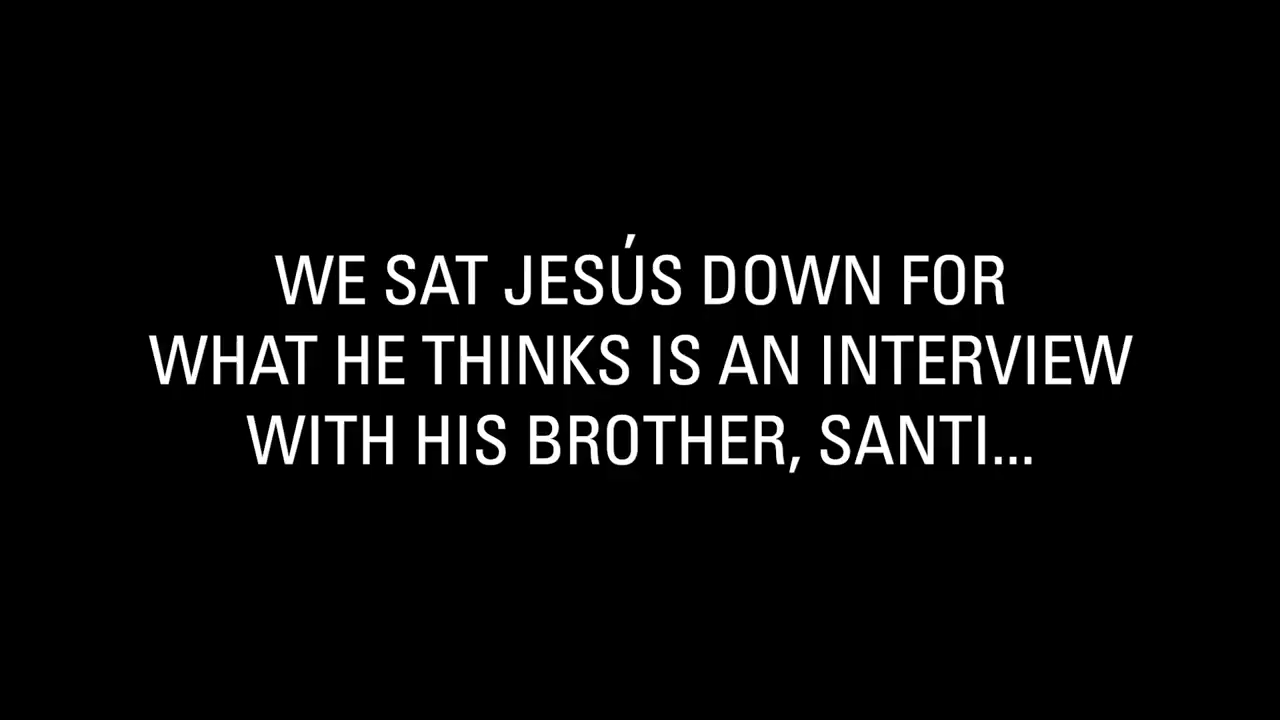 WE SAT JESÚS DOWN FOR
WHAT HE THINKS IS AN INTERVIEW
WITH HIS BROTHER, SANTI...